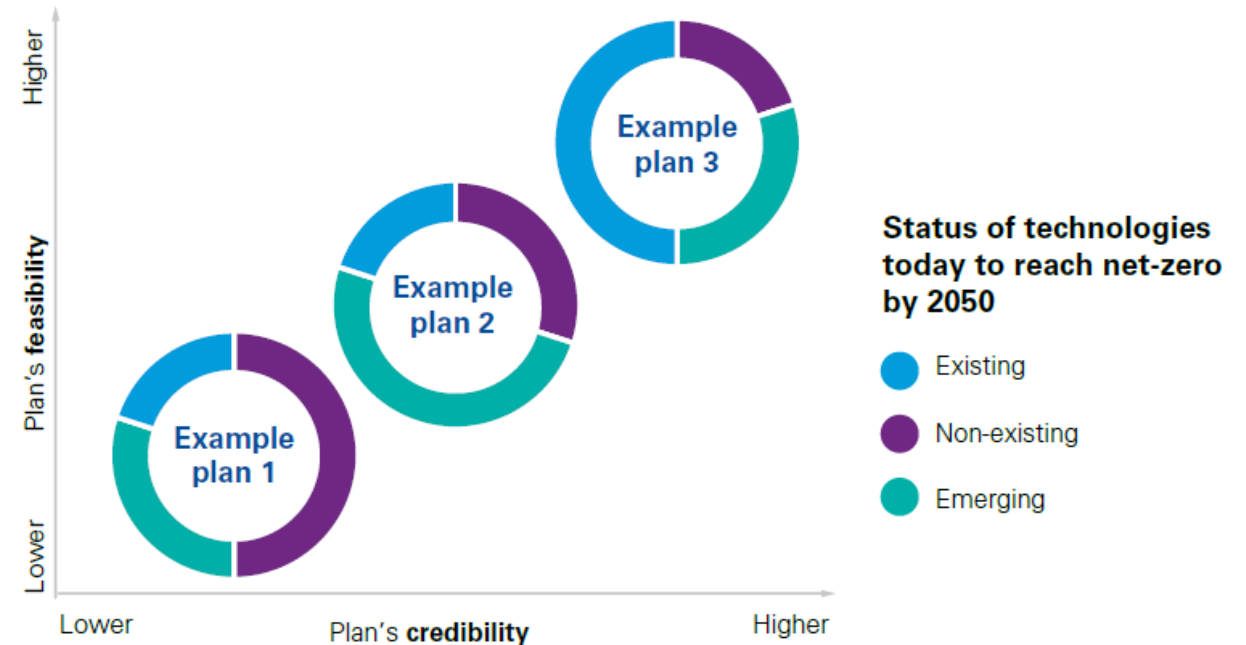 Higher
Plan's feasibility
Lower
Example
plan 3
Example
plan 2
Example
plan 1
Lower
Plan's credibility
Higher
Status of technologies
today to reach net-zero
by 2050
Existing
Non-existing
Emerging